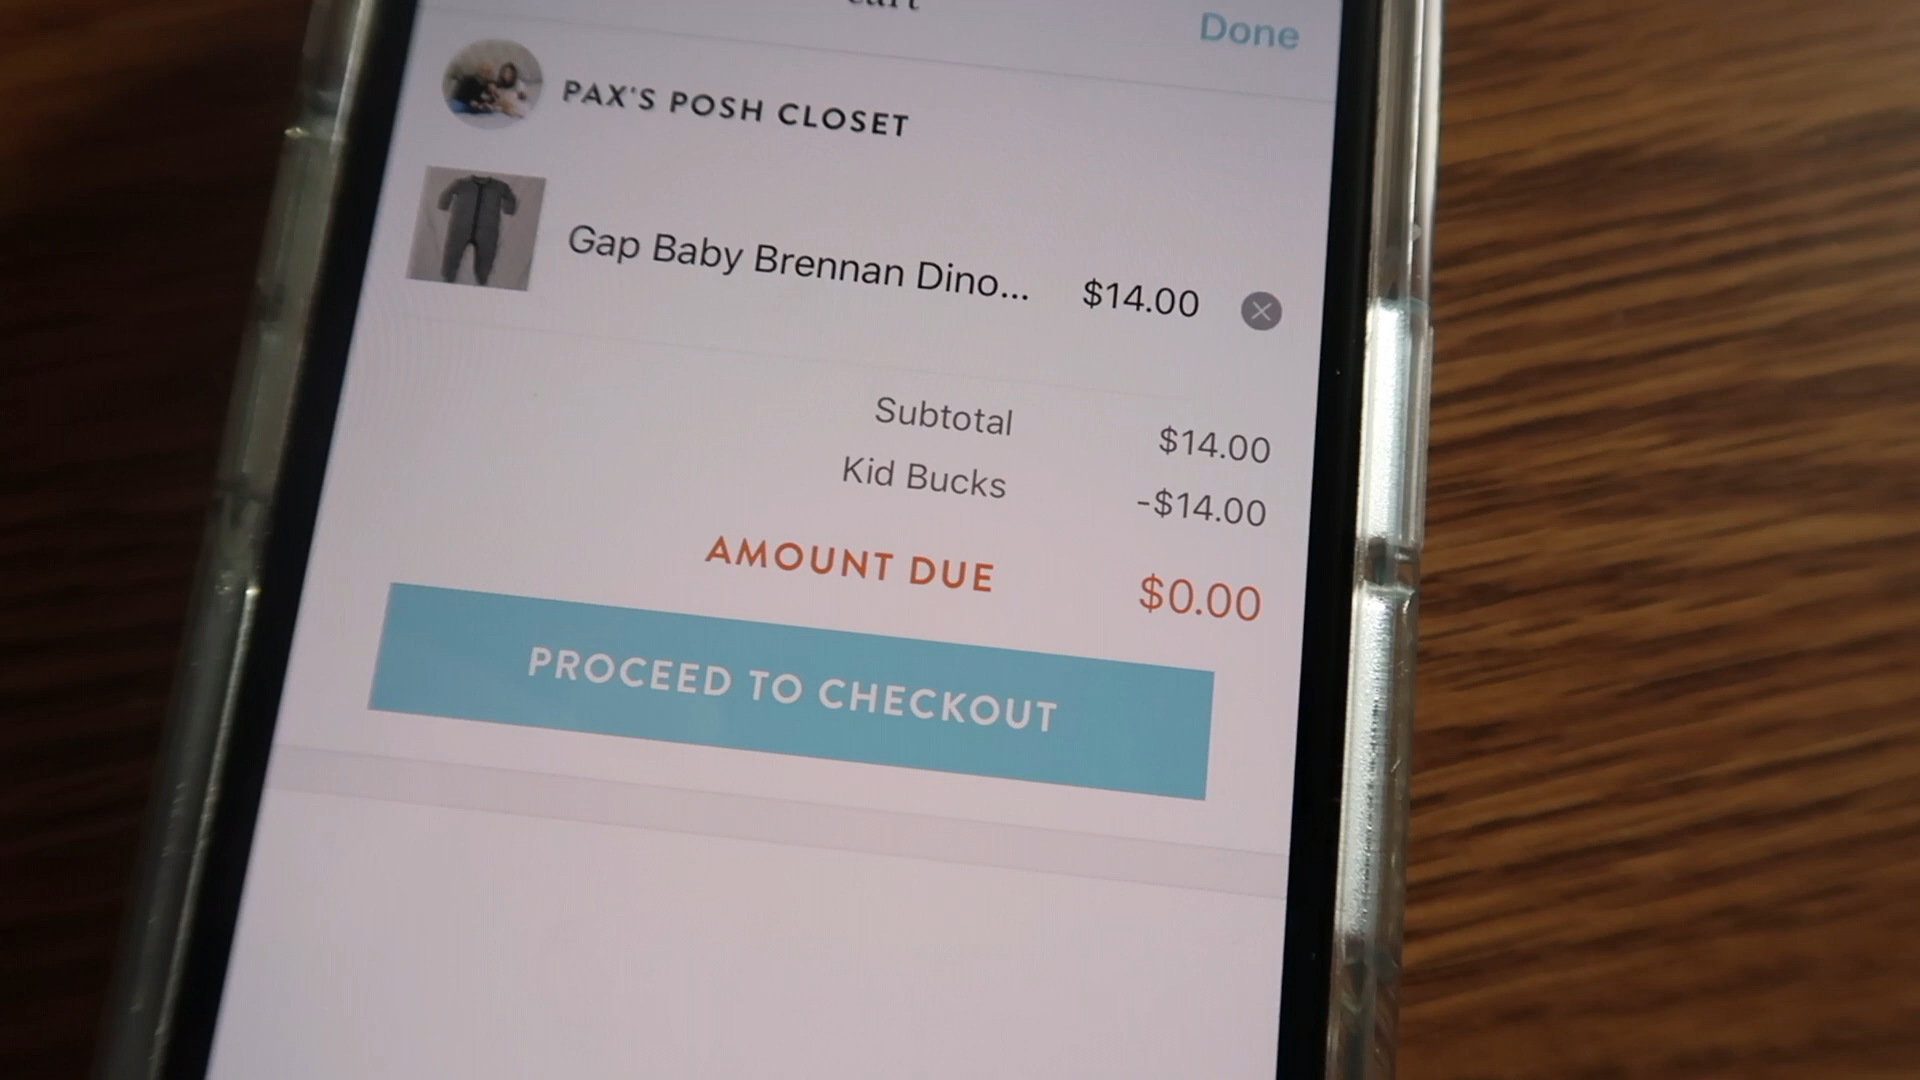 cart
Done
PAX'S POSH CLOSET
Gap Baby Brennan Dino... $14.00
Subtotal $14.00
Kid Bucks -$14.00
AMOUNT DUE $0.00
PROCEED TO CHECKOUT